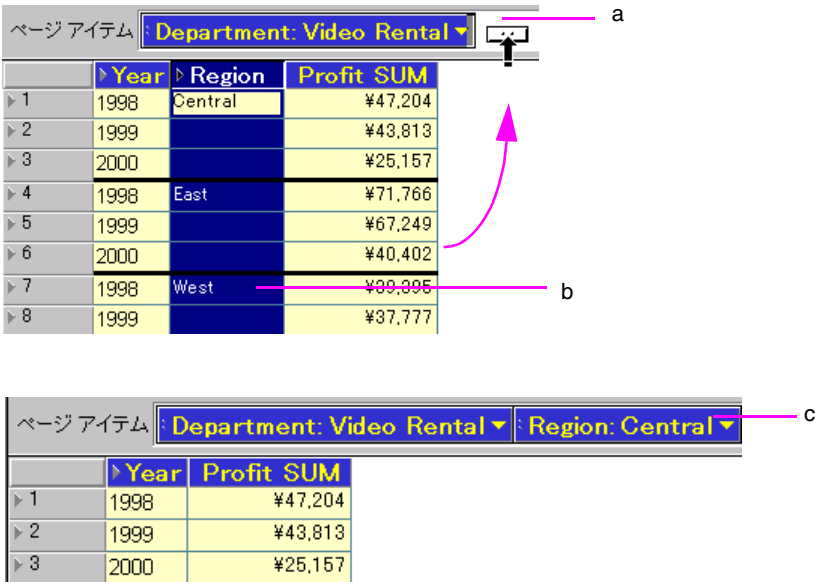 ページ アイテム Department: Video Rental a
Year Region Profit SUM
1 1998 Central ¥47,204
2 1999 ¥43,813
3 2000 ¥25,157
4 1998 East ¥71,766
5 1999 ¥67,249
6 2000 ¥40,402
7 1998 West ¥39,395 b
8 1999 ¥37,777
ページ アイテム Department: Video Rental Region: Central c
Year Profit SUM
1 1998 ¥47,204
2 1999 ¥43,813
3 2000 ¥25,157